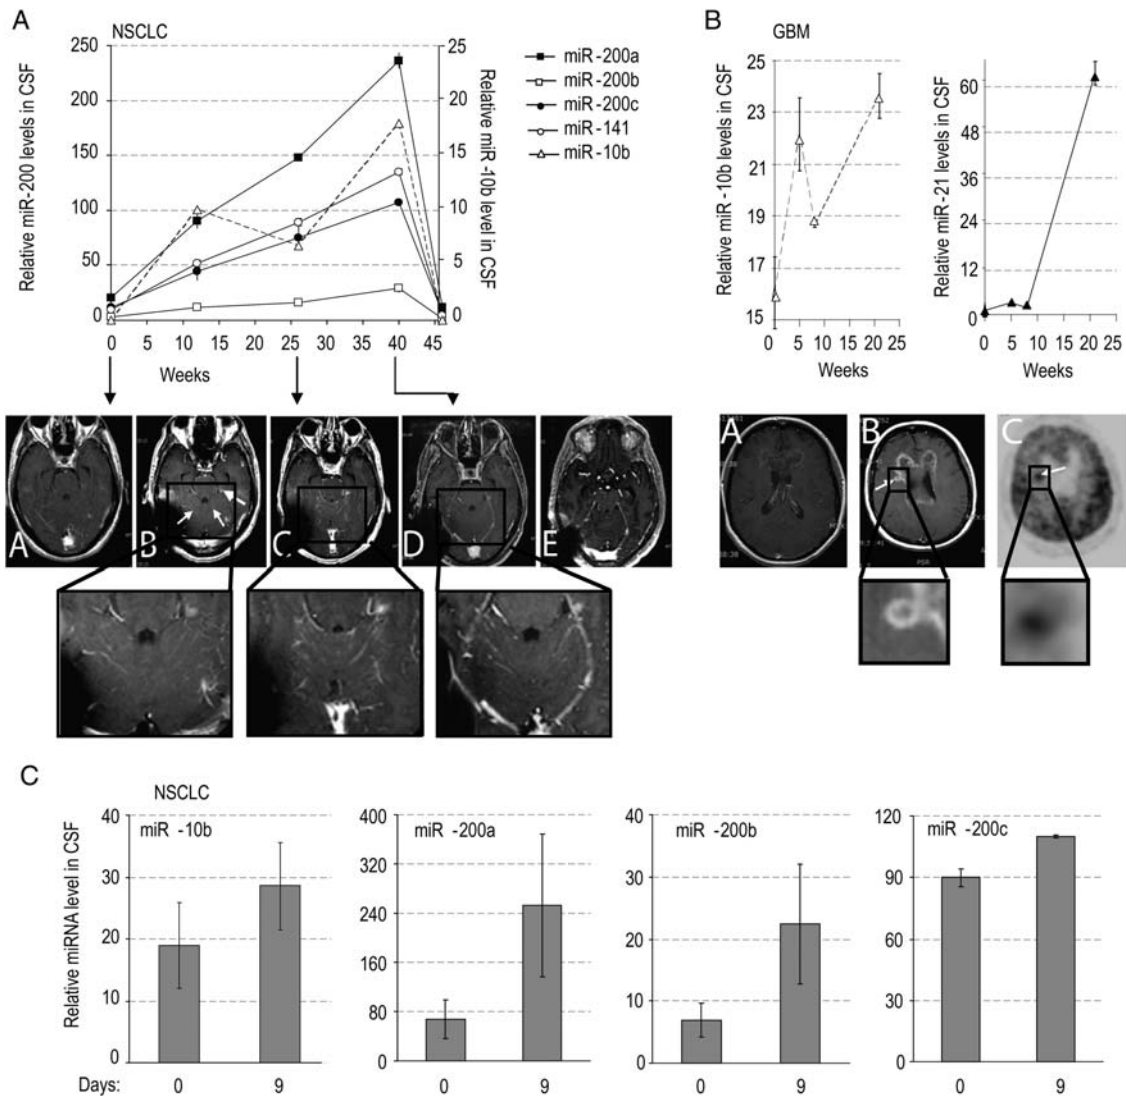 A
NSCLC
Relative miR-200 levels in CSF
250
200
150
100
50
0
25
20
15
10
5
0
Relative miR -10b level in CSF
0 5 10 15 20 25 30 35 40 45
Weeks
miR -200a
miR -200b
miR -200c
miR -141
miR -10b
B
GBM
Relative miR -10b levels in CSF
25
24
23
21
19
18
16
15
0 5 10 15 20 25
Weeks
Relative miR -21 levels in CSF
60
48
36
24
12
0
0 5 10 15 20 25
Weeks
A B C D E
A B C
C
NSCLC
Relative miRNA level in CSF
miR -10b
40
30
20
10
0
miR -200a
400
320
240
160
80
0
miR -200b
40
30
20
10
0
miR -200c
120
90
60
30
0
Days: 0 9 0 9 0 9 0 9